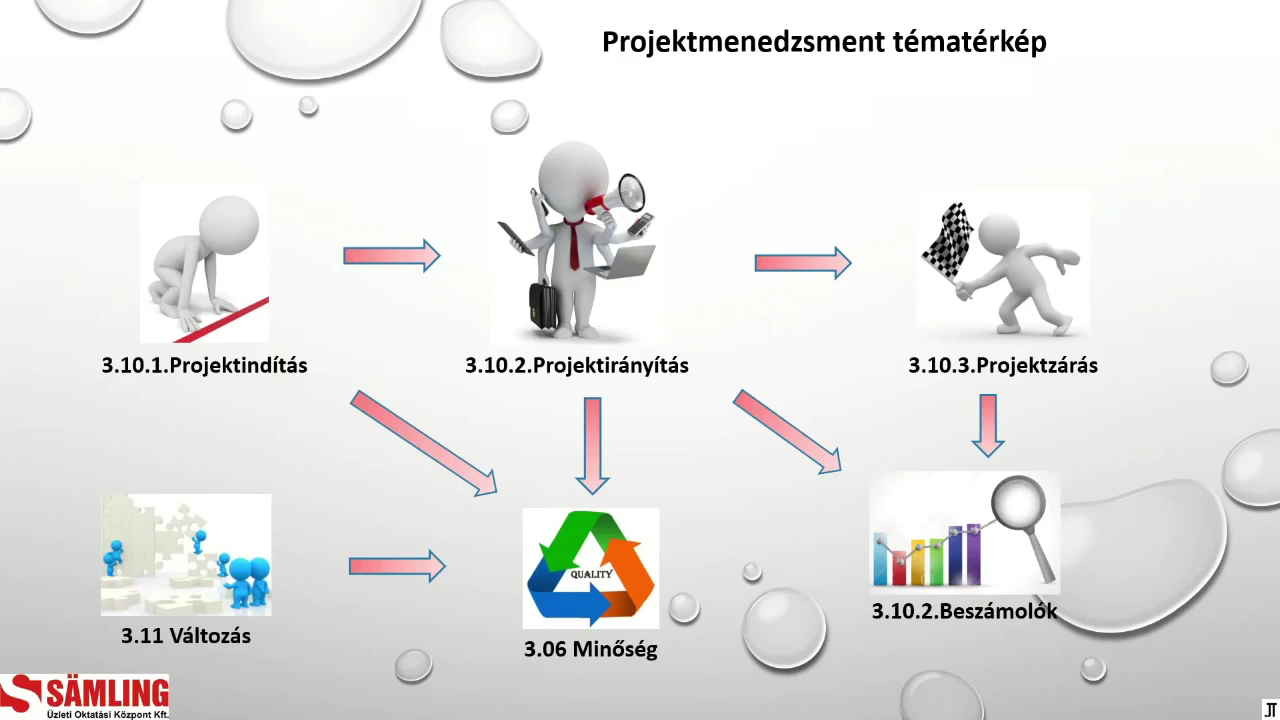 Projektmenedzsment tématérkép
3.10.1.Projektindítás
3.10.2.Projektirányítás
3.10.3.Projektzárás
QUALITY
3.11 Változás
3.06 Minőség
3.10.2.Beszámolók
SÄMLING
Üzleti Oktatási Központ Kft.
JT